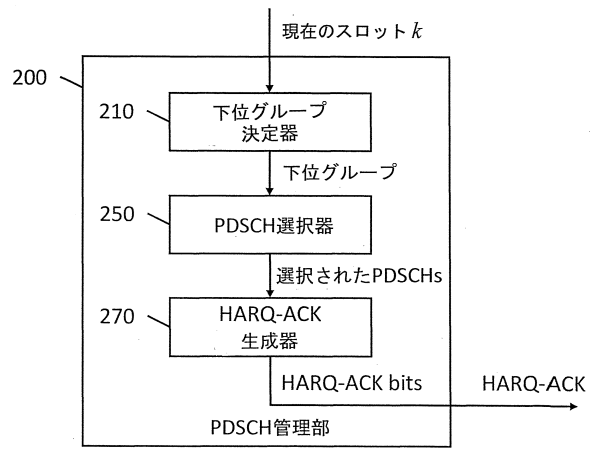 現在のスロットk
200
210
下位グループ
決定器
下位グループ
250
PDSCH選択器
選択されたPDSCHs
270
HARQ-ACK
生成器
HARQ-ACK bits
HARQ-ACK
PDSCH管理部